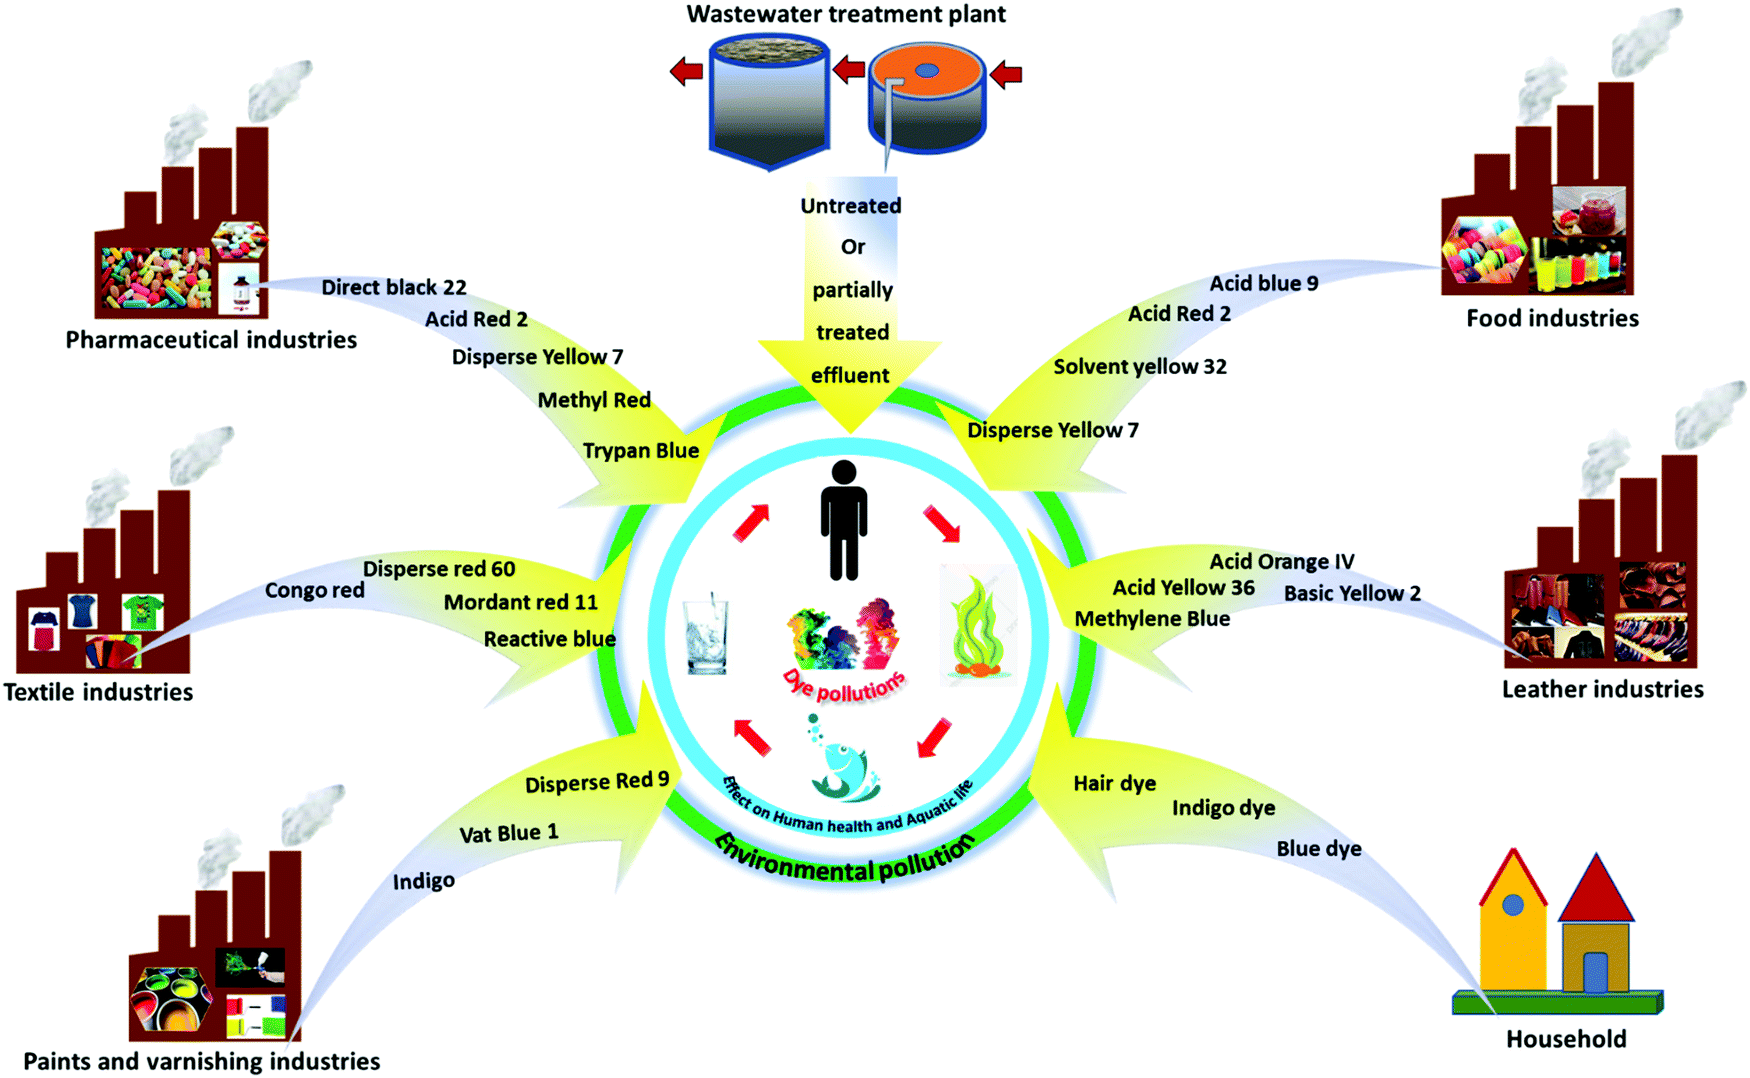 Wastewater treatment plant
Untreated
Or
partially
treated
effluent
Pharmaceutical industries
Direct black 22
Acid Red 2
Disperse Yellow 7
Methyl Red
Trypan Blue
Food industries
Acid blue 9
Acid Red 2
Solvent yellow 32
Disperse Yellow 7
Textile industries
Congo red
Disperse red 60
Mordant red 11
Reactive blue
Leather industries
Acid Orange IV
Basic Yellow 2
Acid Yellow 36
Methylene Blue
Dye pollutions
Effect on Human health and Aquatic life
Environmental pollution
Paints and varnishing industries
Disperse Red 9
Vat Blue 1
Indigo
Household
Hair dye
Indigo dye
Blue dye